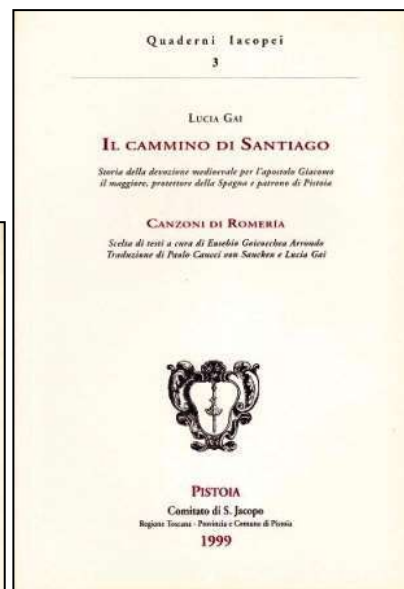 Quaderni Iacopei
3
LUCIA GAI
IL CAMMINO DI SANTIAGO
Storia della devozione medioevale per l'apostolo Giacomo
il maggiore, protettore della Spagna e patrono di Pistoia
CANZONI DI ROMERÍA
Scelta di testi a cura di Eusebio Goicoechea Arrondo
Traduzione di Paolo Caucci von Saucken e Lucia Gai
PISTOIA
Comitato di S. Jacopo
Regione Toscana - Provincia e Comune di Pistoia
1999